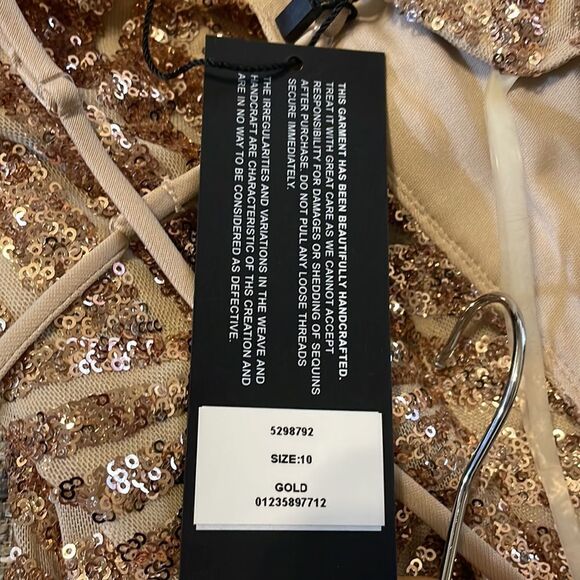 THIS GARMENT HAS BEEN BEAUTIFULLY HANDCRAFTED.
TREAT IT WITH GREAT CARE AS WE CANNOT ACCEPT
RESPONSIBILITY FOR DAMAGES OR SHEDDING OF SEQUINS
AFTER PURCHASE. DO NOT PULL ANY LOOSE THREADS
SECURE IMMEDIATELY.
THE IRREGULARITIES AND VARIATIONS IN THE WEAVE AND
HANDCRAFT ARE CHARACTERISTIC OF THS CREATION AND
ARE IN NO WAY TO BE CONSIDERED AS DEFECTIVE.
5298792
SIZE:10
GOLD
01235897712